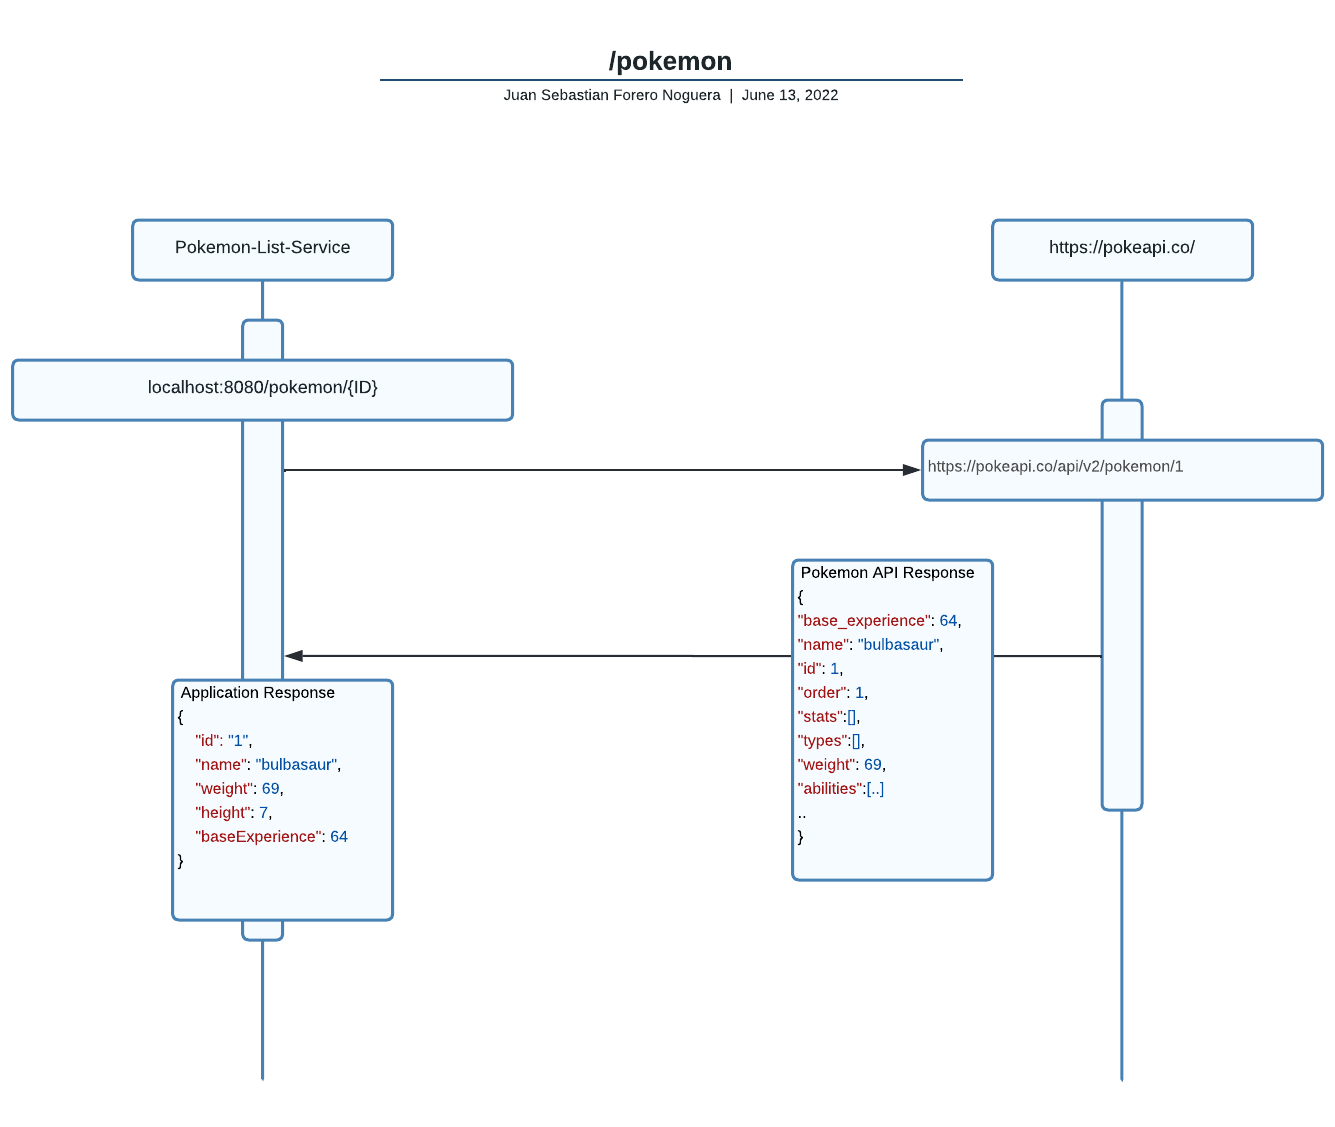 /pokemon
Juan Sebastian Forero Noguera | June 13, 2022
Pokemon-List-Service
https://pokeapi.co/
localhost:8080/pokemon/{ID}
https://pokeapi.co/api/v2/pokemon/1
Pokemon API Response
{
"base_experience": 64,
"name": "bulbasaur",
"id": 1,
"order": 1,
"stats":[],
"types":[],
"weight": 69,
"abilities":[..]
..
}
Application Response
{
"id": "1",
"name": "bulbasaur",
"weight": 69,
"height": 7,
"baseExperience": 64
}